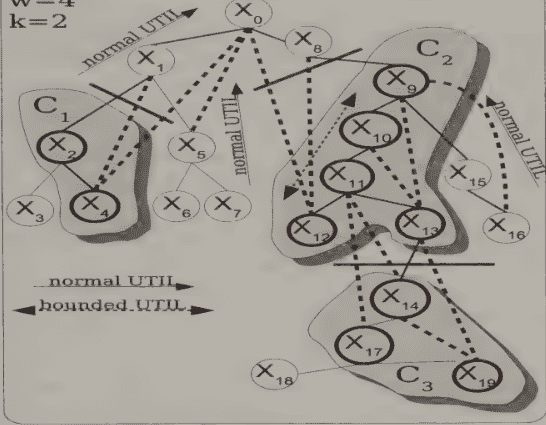 w=4
k=2
normal UTIL
X0
X8
X1
C2
C1
X9
normal UTIL
normal UTIL
X10
X2
X5
X11
X15
X3
X4
X6
X7
X12
X13
X16
normal UTIL
bounded UTIL
X14
X17
X18
C3
X19